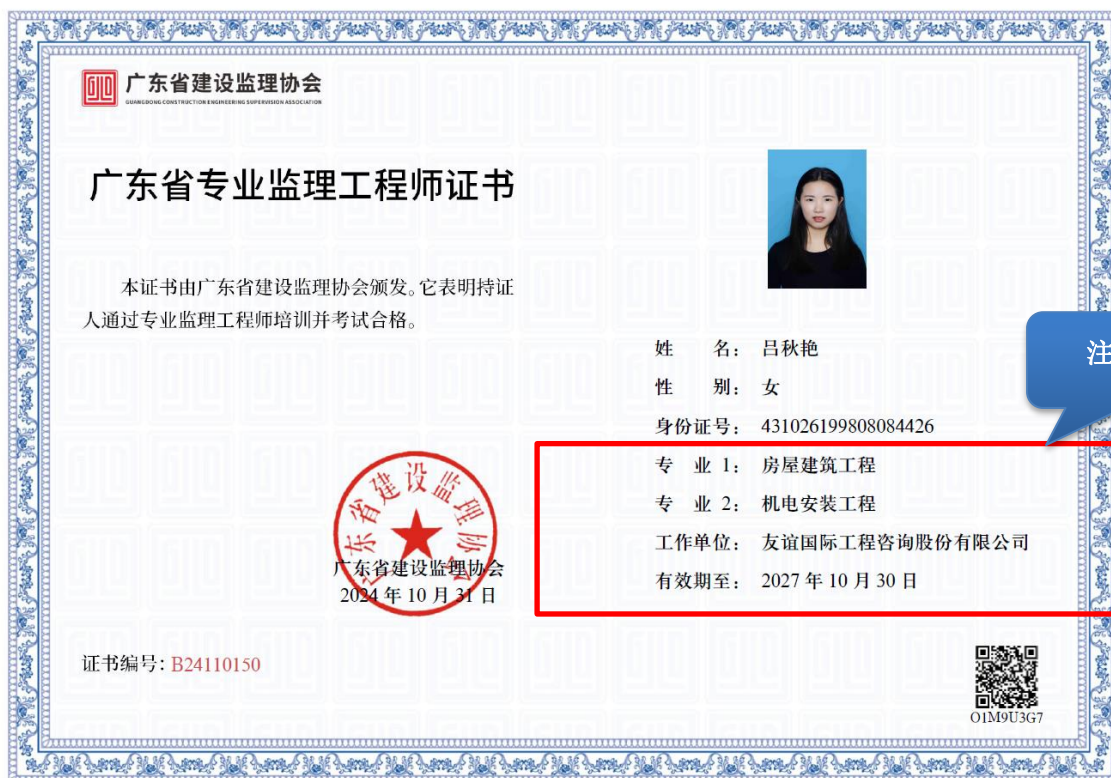 广东省建设监理协会
GUANGDONG CONSTRUCTION ENGINEERING SUPERVISION ASSOCIATION
广东省专业监理工程师证书
本证书由广东省建设监理协会颁发。它表明持证
人通过专业监理工程师培训并考试合格。
姓 名： 吕秋艳
性 别： 女
身份证号： 431026199808084426
专 业 1： 房屋建筑工程
专 业 2： 机电安装工程
工作单位： 友谊国际工程咨询股份有限公司
有效期至： 2027 年 10 月 30 日
注
广东省建设监理协会
广东省建设监理协会
2024 年 10 月 31 日
证书编号：B24110150
O1M9U3G7